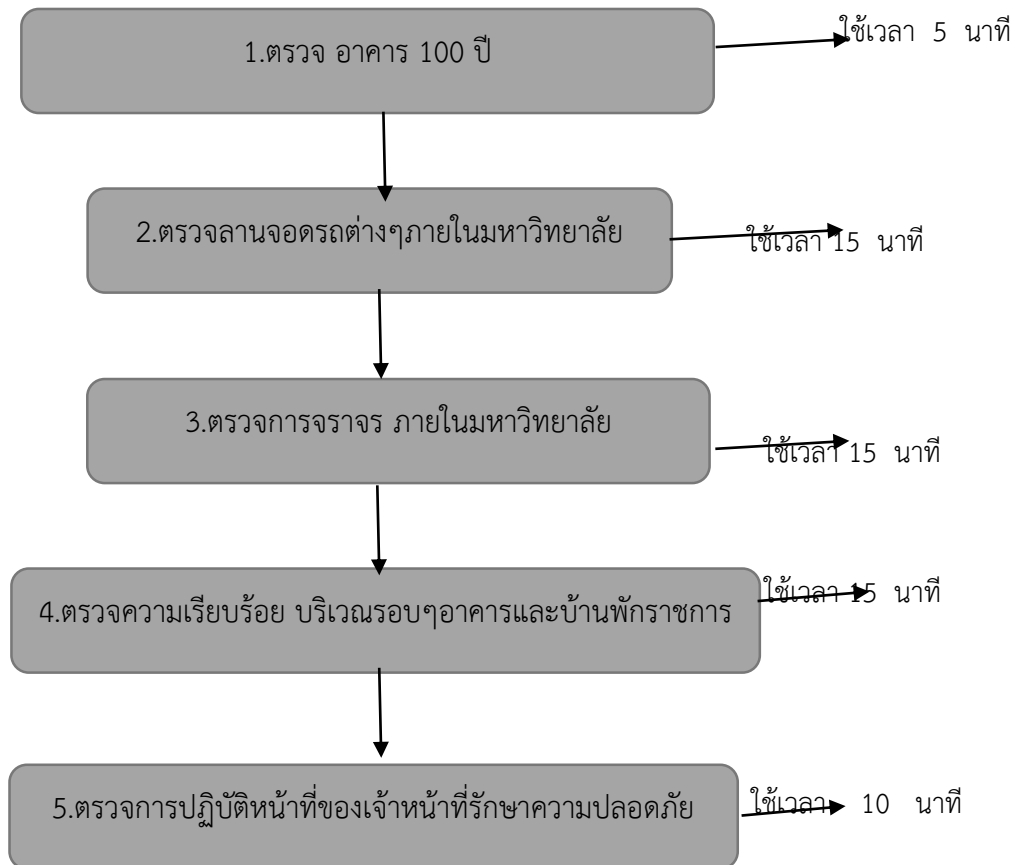 1.ตรวจ อาคาร 100 ปี
ใช้เวลา 5 นาที
2.ตรวจลานจอดรถต่างๆภายในมหาวิทยาลัย
ใช้เวลา 15 นาที
3.ตรวจการจราจร ภายในมหาวิทยาลัย
ใช้เวลา 15 นาที
4.ตรวจความเรียบร้อย บริเวณรอบๆอาคารและบ้านพักราชการ
ใช้เวลา 15 นาที
5.ตรวจการปฏิบัติหน้าที่ของเจ้าหน้าที่รักษาความปลอดภัย
ใช้เวลา 10 นาที